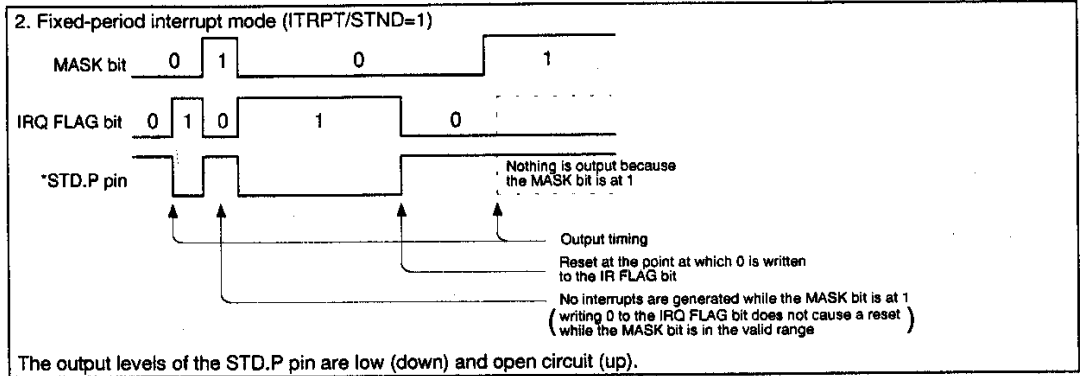 2. Fixed-period interrupt mode (ITRPT/STND=1)
MASK bit 0 1 0 1
IRQ FLAG bit 0 1 0 1 0
*STD.P pin
Nothing is output because
the MASK bit is at 1
Output timing
Reset at the point at which 0 is written
to the IR FLAG bit
No interrupts are generated while the MASK bit is at 1
( writing 0 to the IRQ FLAG bit does not cause a reset
while the MASK bit is in the valid range )
The output levels of the STD.P pin are low (down) and open circuit (up).